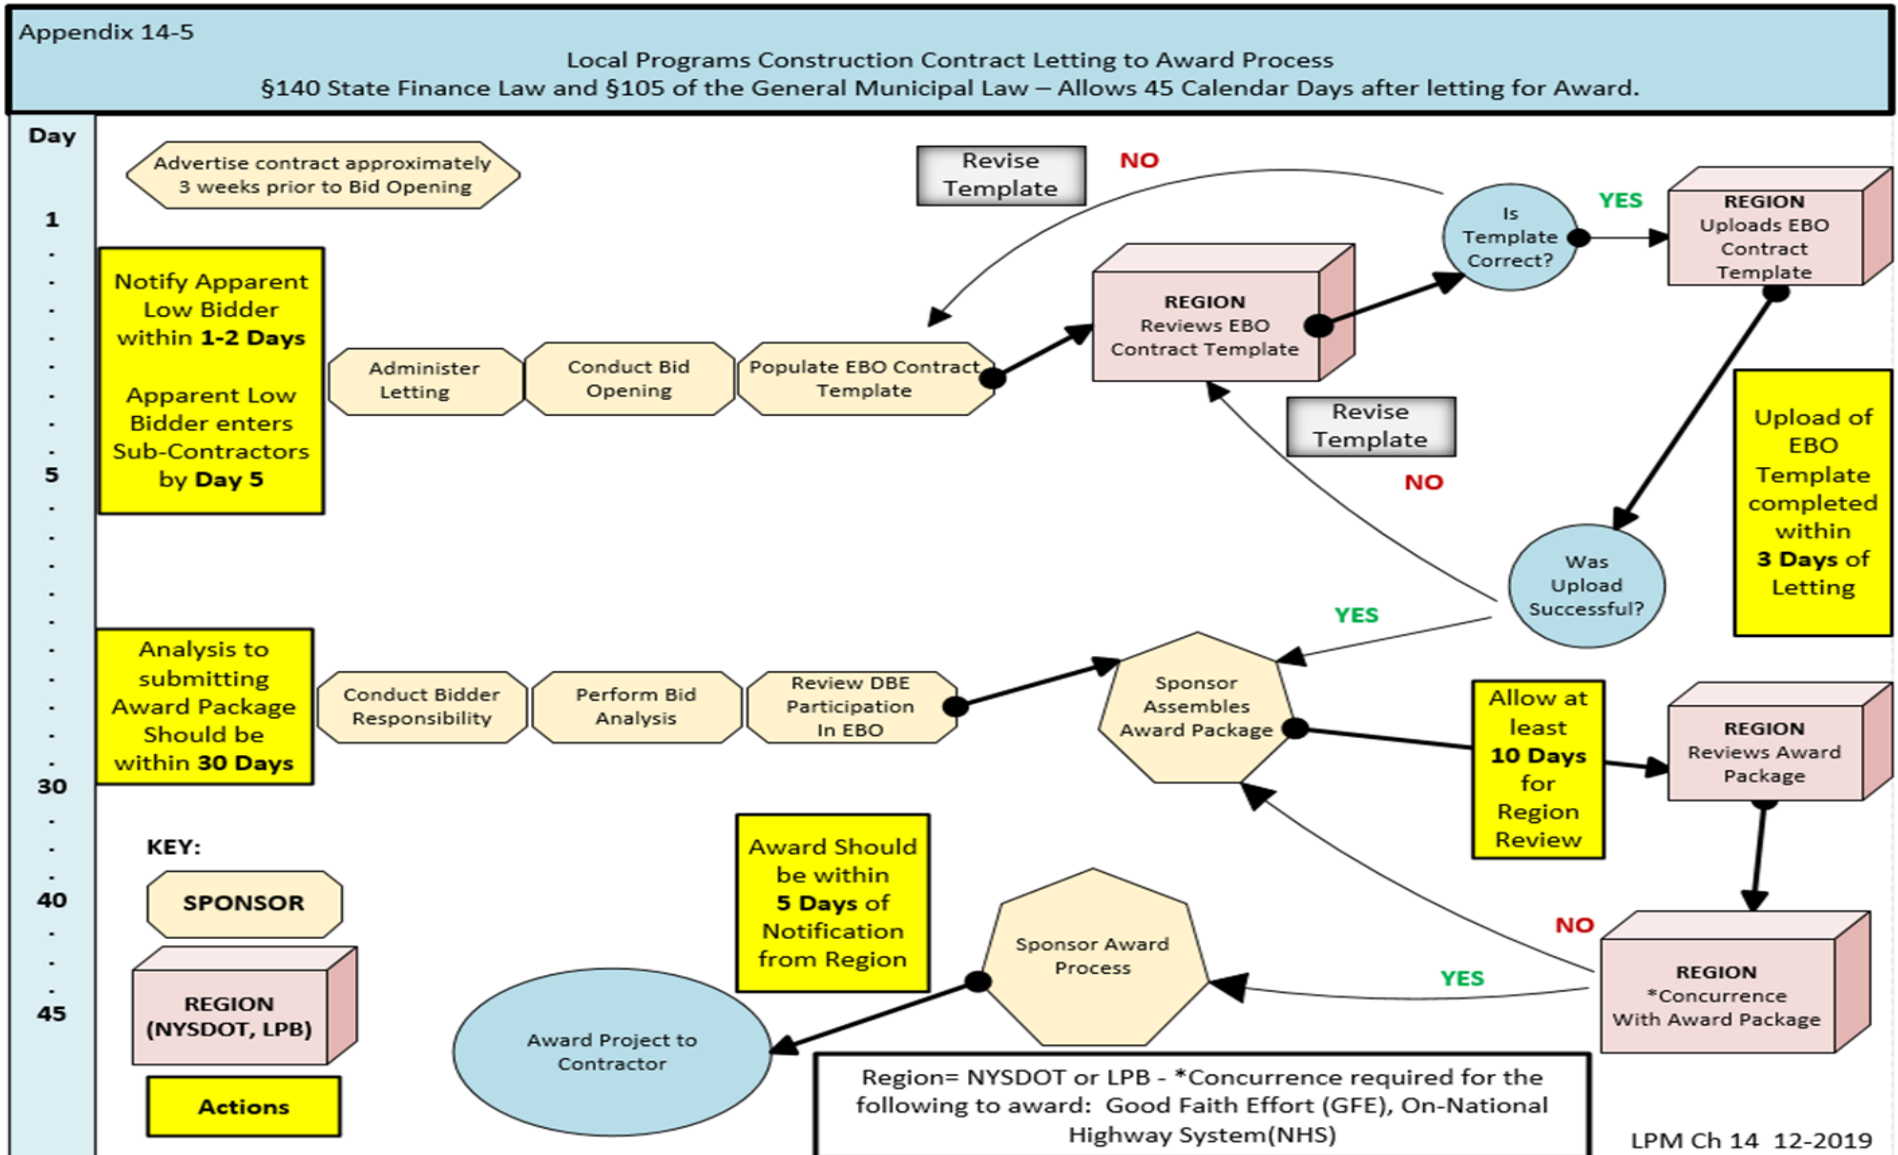 Appendix 14-5
Local Programs Construction Contract Letting to Award Process
§140 State Finance Law and §105 of the General Municipal Law – Allows 45 Calendar Days after letting for Award.
Day
1
5
30
40
45
Advertise contract approximately
3 weeks prior to Bid Opening
Notify Apparent
Low Bidder
within 1-2 Days
Apparent Low
Bidder enters
Sub-Contractors
by Day 5
Administer
Letting
Conduct Bid
Opening
Populate EBO Contract
Template
Revise
Template
NO
REGION
Reviews EBO
Contract Template
Is
Template
Correct?
YES
REGION
Uploads EBO
Contract
Template
Revise
Template
NO
Upload of
EBO
Template
completed
within
3 Days of
Letting
Was
Upload
Successful?
YES
Analysis to
submitting
Award Package
Should be
within 30 Days
Conduct Bidder
Responsibility
Perform Bid
Analysis
Review DBE
Participation
In EBO
Sponsor
Assembles
Award Package
Allow at
least
10 Days
for
Region
Review
REGION
Reviews Award
Package
NO
REGION
*Concurrence
With Award Package
YES
Sponsor Award
Process
Award Should
be within
5 Days of
Notification
from Region
Award Project to
Contractor
KEY:
SPONSOR
REGION
(NYSDOT, LPB)
Actions
Region= NYSDOT or LPB - *Concurrence required for the
following to award: Good Faith Effort (GFE), On-National
Highway System(NHS)
LPM Ch 14 12-2019